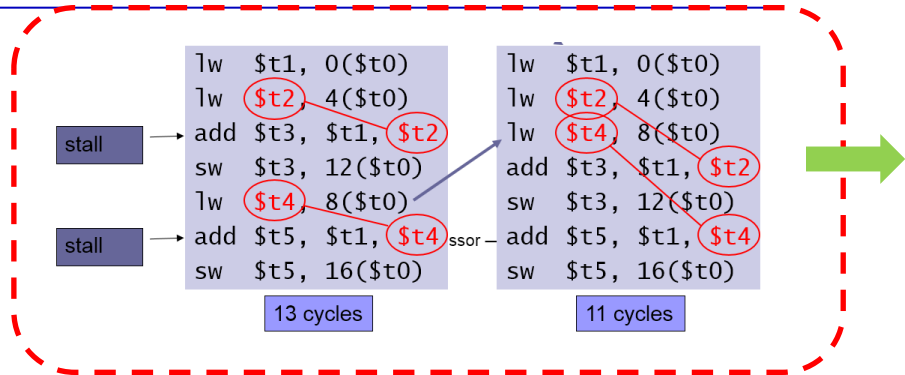 lw $t1, 0($t0)
lw $t2, 4($t0)
stall
add $t3, $t1, $t2
sw $t3, 12($t0)
lw $t4, 8($t0)
stall
add $t5, $t1, $t4
sw $t5, 16($t0)
13 cycles
ssor –
lw $t1, 0($t0)
lw $t2, 4($t0)
lw $t4, 8($t0)
add $t3, $t1, $t2
sw $t3, 12($t0)
add $t5, $t1, $t4
sw $t5, 16($t0)
11 cycles